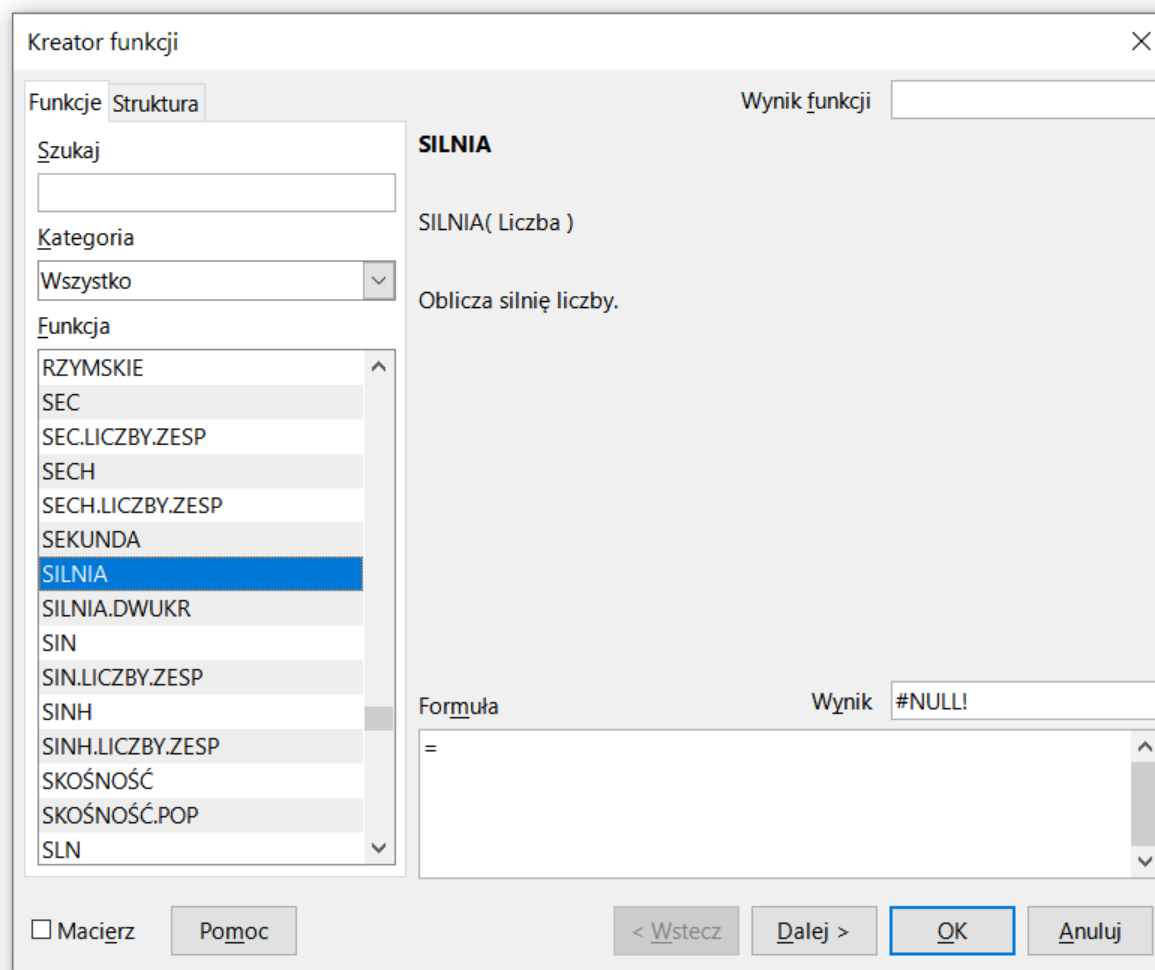 Kreator funkcji
Funkcje
Struktura
Wynik funkcji
Szukaj
SILNIA
SILNIA( Liczba )
Kategoria
Wszystko
Oblicza silnię liczby.
Funkcja
RZYMSKIE
SEC
SEC.LICZBY.ZESP
SECH
SECH.LICZBY.ZESP
SEKUNDA
SILNIA
SILNIA.DWUKR
SIN
SIN.LICZBY.ZESP
SINH
SINH.LICZBY.ZESP
SKOŚNOŚĆ
SKOŚNOŚĆ.POP
SLN
Formuła
Wynik
#NULL!
=
Macierz
Pomoc
< Wstecz
Dalej >
OK
Anuluj